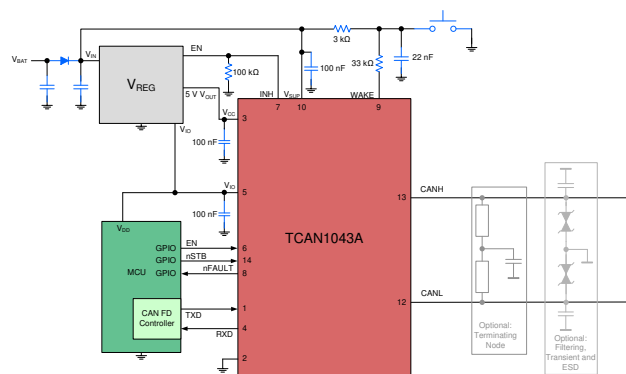 3 kΩ
VBAT
VIN
EN
33 kΩ
22 nF
100 kΩ
100 nF
VREG
5 V VOUT
INH
VSUP
WAKE
7
10
9
VCC
3
VIO
100 nF
VIO
5
13
CANH
100 nF
VDD
TCAN1043A
GPIO
EN
6
GPIO
nSTB
14
MCU
GPIO
nFAULT
8
CAN FD
Controller
TXD
1
RXD
4
12
CANL
2
Optional:
Terminating
Node
Optional:
Filtering,
Transient and
ESD